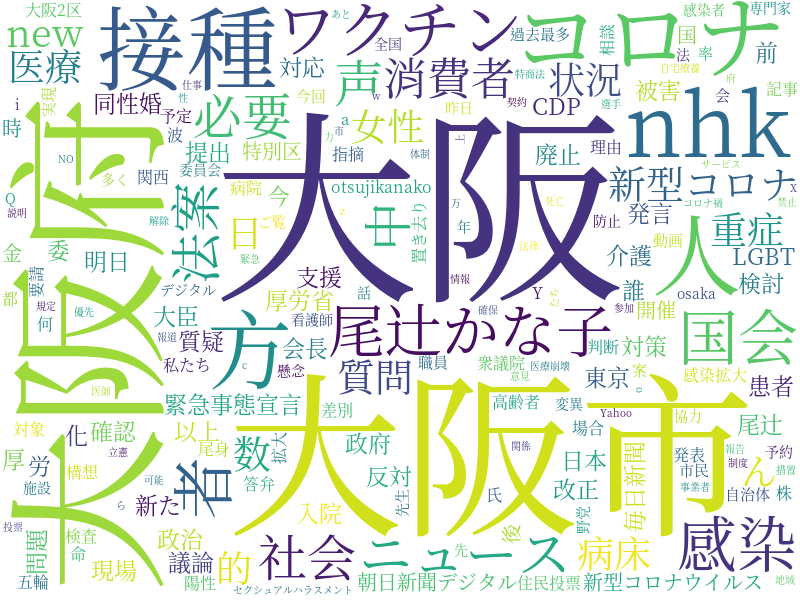 大阪2区
接種
ワクチン
コロナ
過去最多
感染者
専門家
new
医療
全国
相談
国
法
率
前
あと
仕事
性
対応
声
消費者
状況
自宅療養
府
i
時
実現
同性婚
予定
波
必要
特商法
w
今回
昨日
契約
CDP
被害
会
記事
大阪府
NO
多く
提出
特別区
女性
a
市
力
指摘
選手
上
nhk
Q
説明
関西
委員会
大阪
体制
廃止
理由
サービス
x
解除
法案
病院
今
中
otsujikanako
新型コロナ
コロナ禍
禁止
金
委
日
ご覧
置き去り
年
万
死亡
発言
防止
重症
都
要請
明日
緊急
支援
z
法律
人
動画
LGBT
規定
優先
デジタル
厚労省
話
情報
介護
何
大臣
看護師
Y
たち
誰
osaka
検討
報道
質疑
会長
尾辻かな子
確保
参加
開催
国会
私たち
方
懸念
質問
職員
衆議院
医療崩壊
判断
対策
医師
c
緊急事態宣言
差別
高齢者
意見
東京
案
o
感染拡大
患者
対象
化
確認
以上
数
拡大
大阪市
変異
Yahoo
協力
尾辻
厚
労
立憲
者
尾身
政府
場合
発表
予約
構想
答弁
反対
関係
日本
毎日新聞
市民
報告
ん
制度
施設
可能
新た
入院
先生
氏
改正
自治体
株
措置
問題
検査
ら
政治
後
野党
事業者
命
議論
的
社会
ニュース
病床
感染
投票
五輪
現場
陽性
先
朝日新聞デジタル
住民投票
新型コロナウイルス
地域
セクシュアルハラスメント